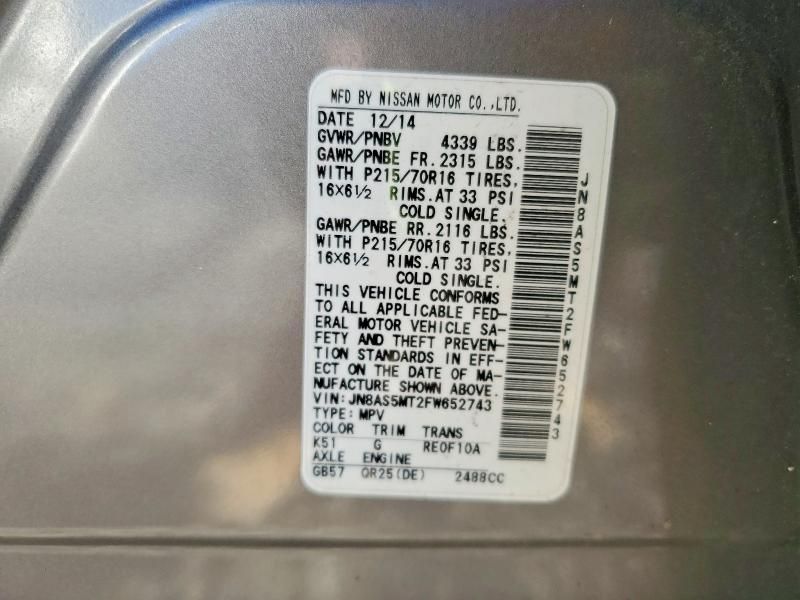 MFD BY NISSAN MOTOR CO.,LTD.
DATE 12/14
GVWR/PNBV 4339 LBS.
GAWR/PNBE FR. 2315 LBS.
WITH P215/70R16 TIRES,
16X6½ RIMS.AT 33 PSI
COLD SINGLE.
GAWR/PNBE RR. 2116 LBS.
WITH P215/70R16 TIRES,
16X6½ RIMS.AT 33 PSI
COLD SINGLE.
THIS VEHICLE CONFORMS
TO ALL APPLICABLE FED-
ERAL MOTOR VEHICLE SA-
FETY AND THEFT PREVEN-
TION STANDARDS IN EFF-
ECT ON THE DATE OF MA-
NUFACTURE SHOWN ABOVE.
VIN:JN8AS5MT2FW652743
TYPE:MPV
COLOR TRIM TRANS
K51 G RE0F10A
AXLE ENGINE
GB57 QR25(DE) 2488CC
JN8AS5MT2FW652743